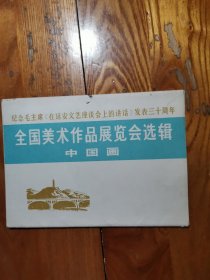 纪念毛主席《在延安文艺座谈会上的讲话》发表三十周年
全国美术作品展览会选辑
中国画